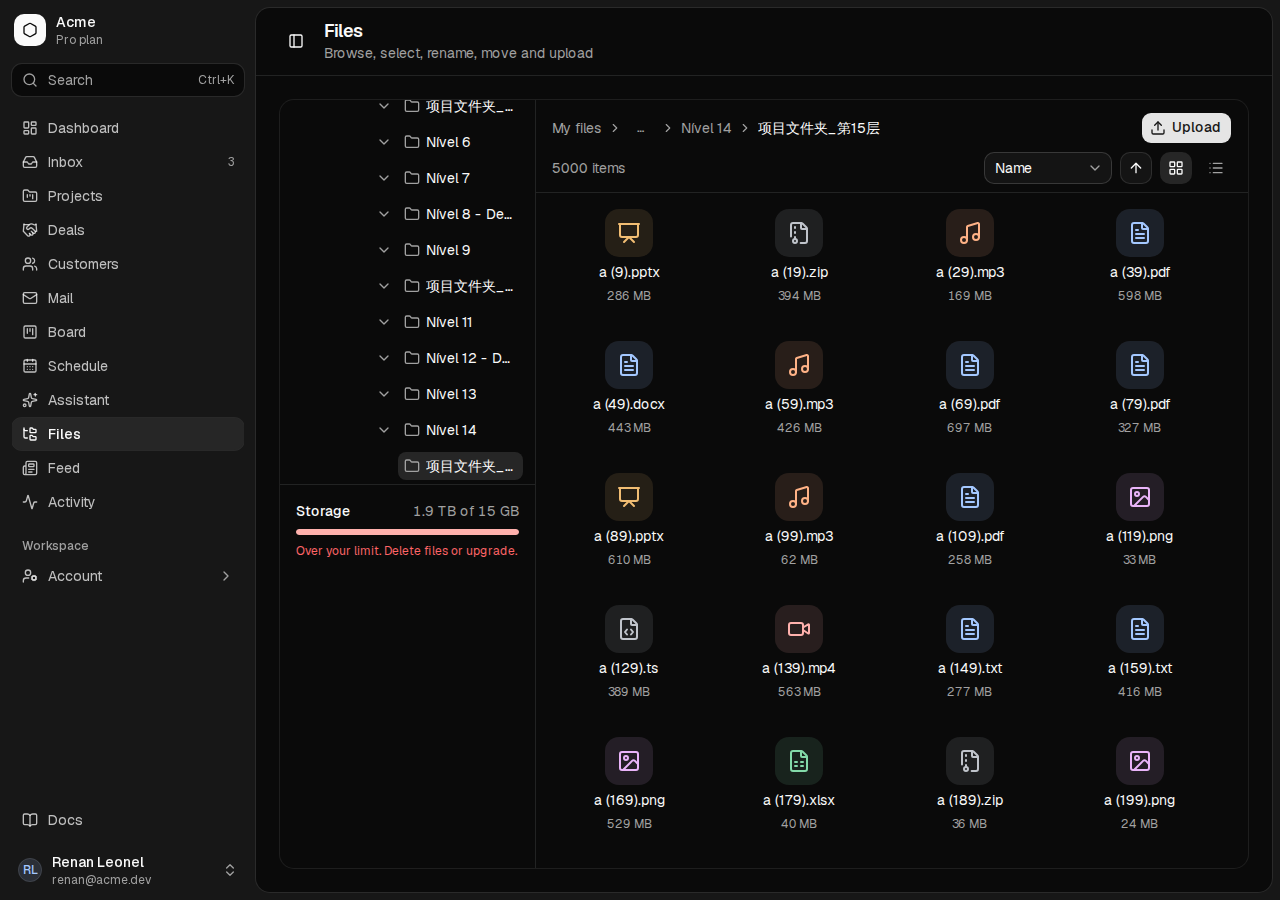 Acme
Pro plan
Search Ctrl+K
Dashboard
Inbox 3
Projects
Deals
Customers
Mail
Board
Schedule
Assistant
Files
Feed
Activity
Workspace
Account
Docs
RL
Renan Leonel
renan@acme.dev
Files
Browse, select, rename, move and upload
项目文件夹_...
Nível 6
Nível 7
Nível 8 - De...
Nível 9
项目文件夹_...
Nível 11
Nível 12 - D...
Nível 13
Nível 14
项目文件夹_...
Storage 1.9 TB of 15 GB
Over your limit. Delete files or upgrade.
My files > ... > Nível 14 > 项目文件夹_第15层
Upload
5000 items
Name
a (9).pptx a (19).zip a (29).mp3 a (39).pdf
286 MB 394 MB 169 MB 598 MB
a (49).docx a (59).mp3 a (69).pdf a (79).pdf
443 MB 426 MB 697 MB 327 MB
a (89).pptx a (99).mp3 a (109).pdf a (119).png
610 MB 62 MB 258 MB 33 MB
a (129).ts a (139).mp4 a (149).txt a (159).txt
389 MB 563 MB 277 MB 416 MB
a (169).png a (179).xlsx a (189).zip a (199).png
529 MB 40 MB 36 MB 24 MB